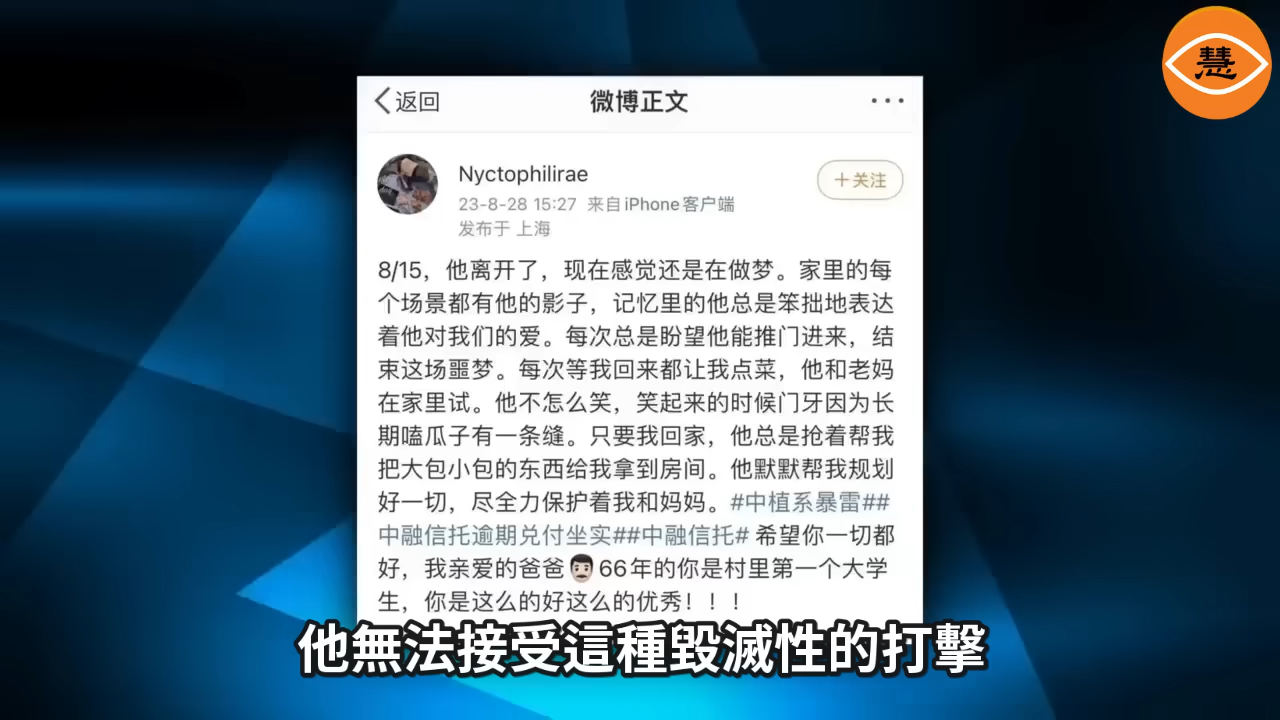 慧
返回
微博正文
Nyctophilirae
+关注
23-8-28 15:27 来自iPhone客户端
发布于 上海
8/15，他离开了，现在感觉还是在做梦。家里的每
个场景都有他的影子，记忆里的他总是笨拙地表达
着他对我们的爱。每次总是盼望他能推门进来，结
束这场噩梦。每次等我回来都让我点菜，他和老妈
在家里试。他不怎么笑，笑起来的时候门牙因为长
期嗑瓜子有一条缝。只要我回家，他总是抢着帮我
把大包小包的东西给我拿到房间。他默默帮我规划
好一切，尽全力保护着我和妈妈。#中植系暴雷##
中融信托逾期兑付坐实##中融信托# 希望你一切都
好，我亲爱的爸爸👨🏻66年的你是村里第一个大学
生，你是这么的好这么的优秀！！！
他無法接受這種毀滅性的打擊